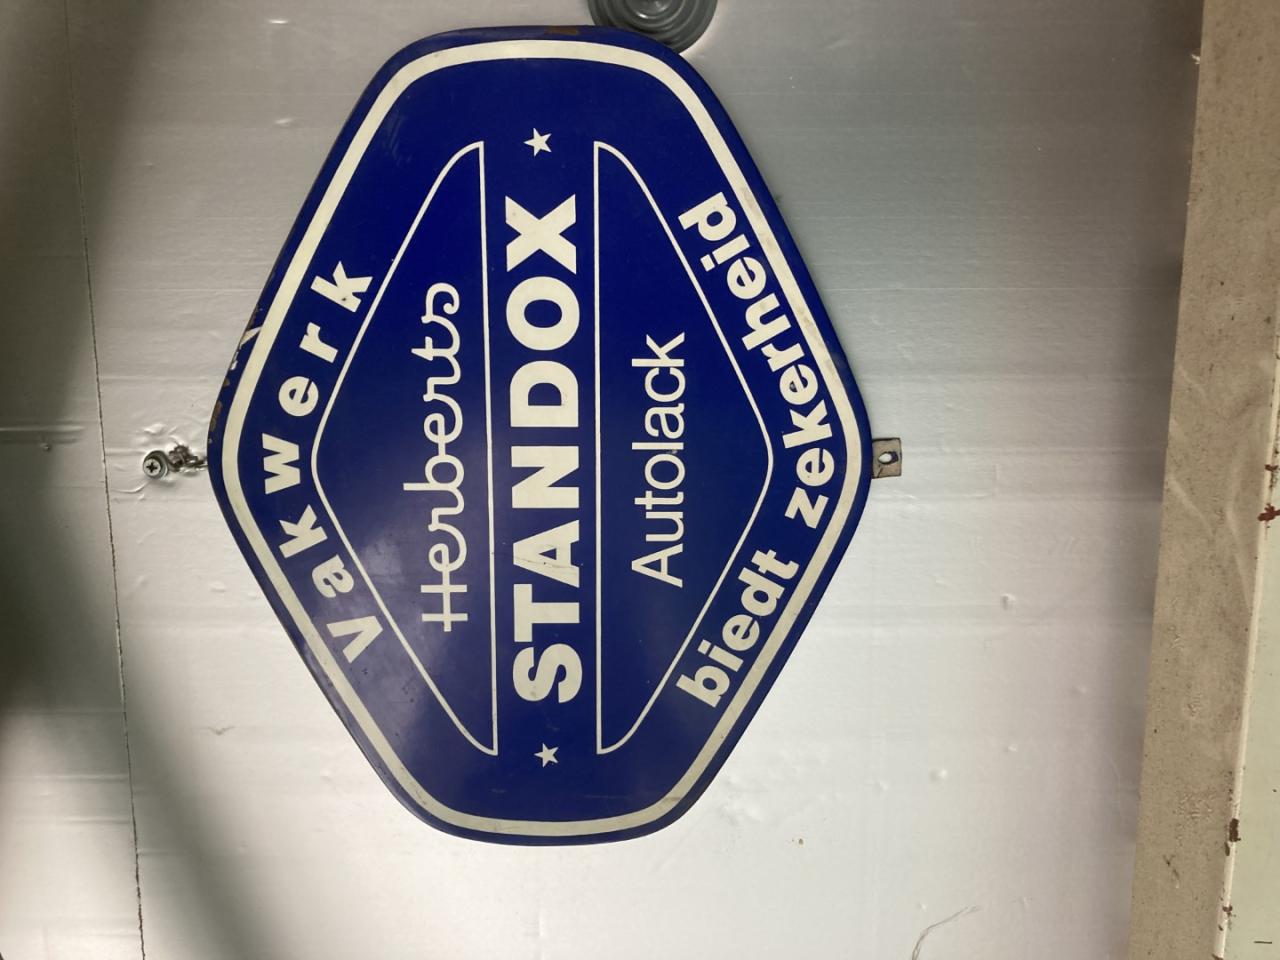 Vakwerk
Herberts
STANDOX
Autolack
biedt zekerheid